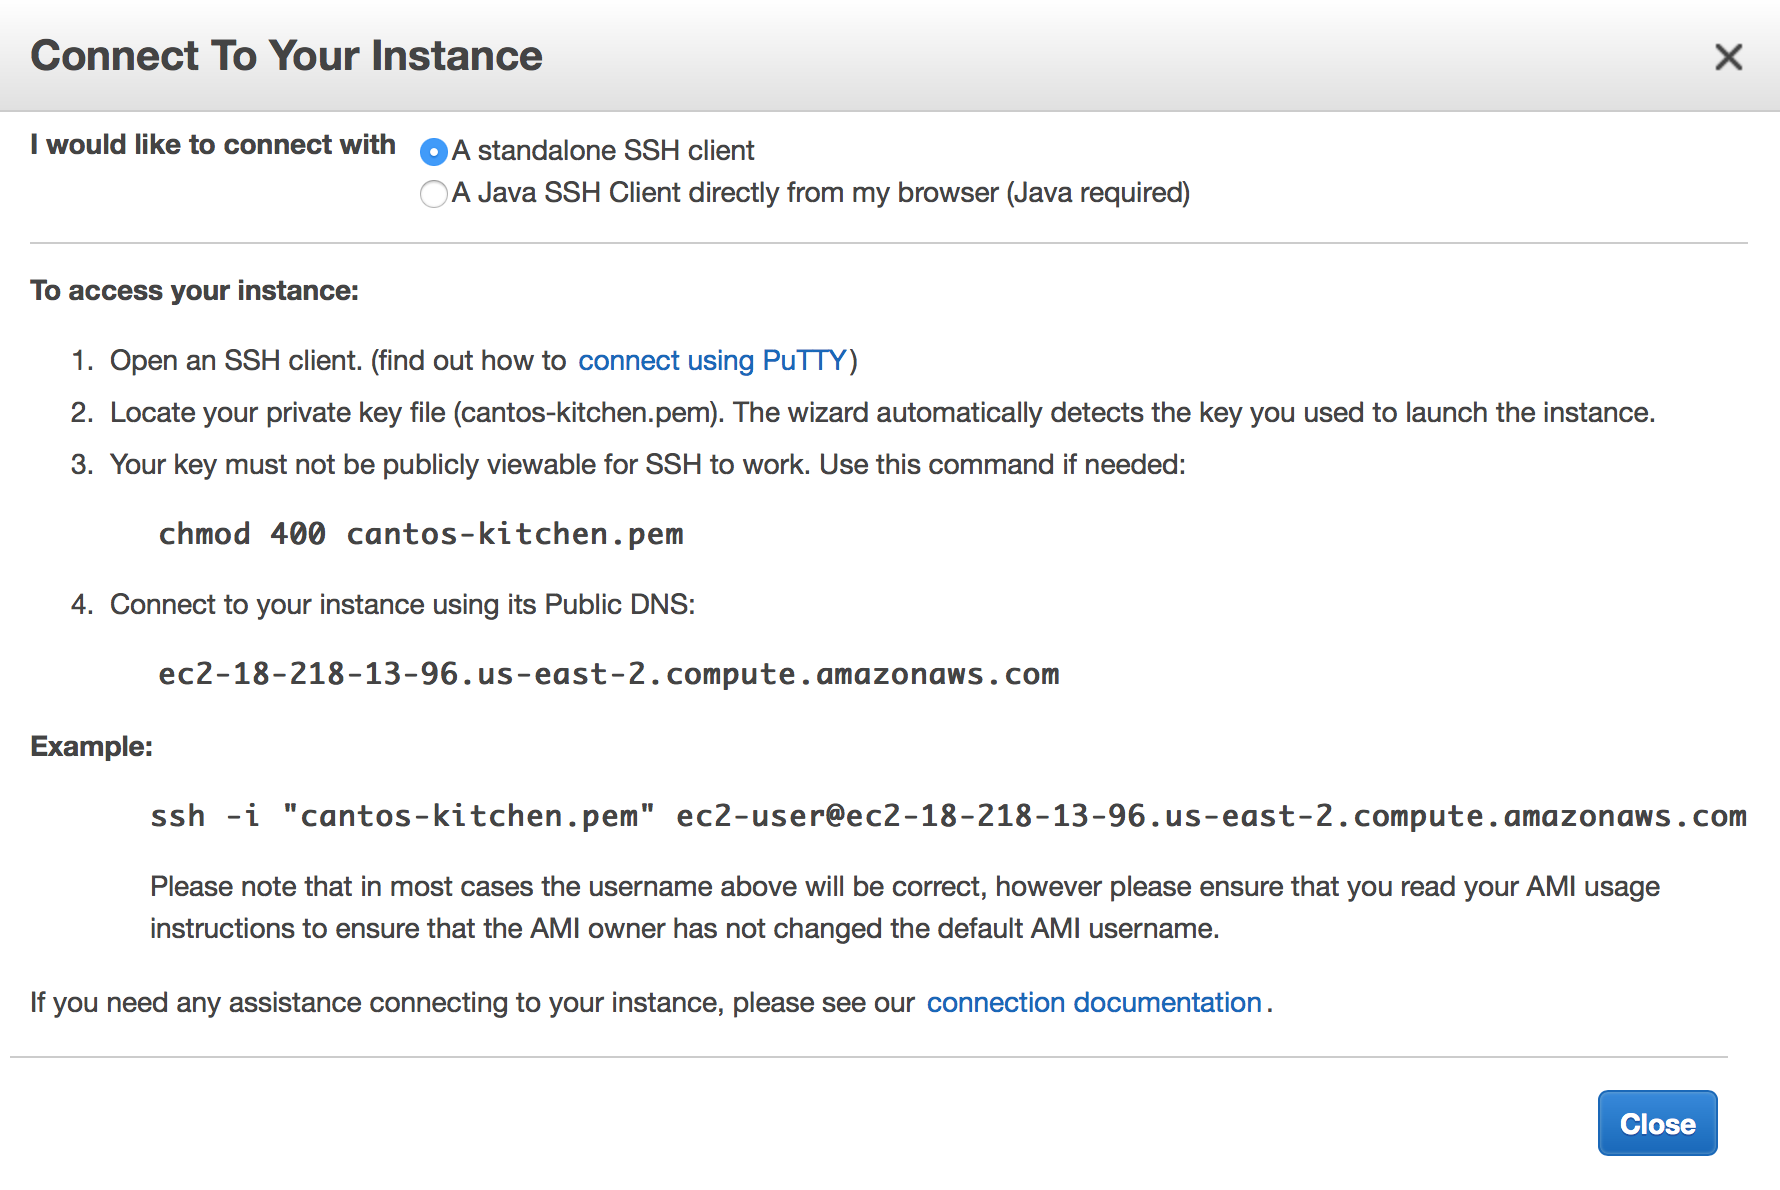 Connect To Your Instance
I would like to connect with
A standalone SSH client
A Java SSH Client directly from my browser (Java required)
To access your instance:
1. Open an SSH client. (find out how to connect using PuTTY)
2. Locate your private key file (cantos-kitchen.pem). The wizard automatically detects the key you used to launch the instance.
3. Your key must not be publicly viewable for SSH to work. Use this command if needed:
chmod 400 cantos-kitchen.pem
4. Connect to your instance using its Public DNS:
ec2-18-218-13-96.us-east-2.compute.amazonaws.com
Example:
ssh -i "cantos-kitchen.pem" ec2-user@ec2-18-218-13-96.us-east-2.compute.amazonaws.com
Please note that in most cases the username above will be correct, however please ensure that you read your AMI usage
instructions to ensure that the AMI owner has not changed the default AMI username.
If you need any assistance connecting to your instance, please see our connection documentation.
Close